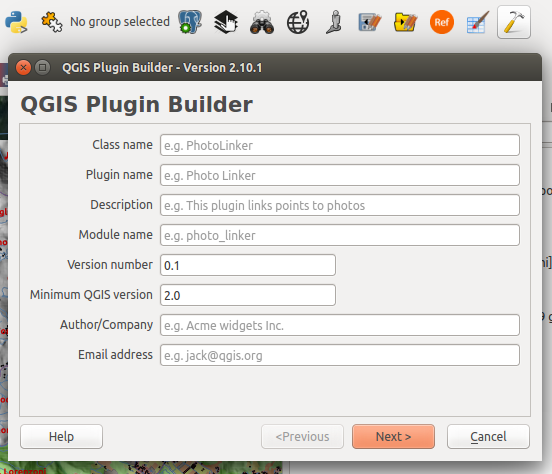 No group selected
Ref
QGIS Plugin Builder - Version 2.10.1
QGIS Plugin Builder
Class name e.g. PhotoLinker
Plugin name e.g. Photo Linker
Description e.g. This plugin links points to photos
Module name e.g. photo_linker
Version number 0.1
Minimum QGIS version 2.0
Author/Company e.g. Acme widgets Inc.
Email address e.g. jack@qgis.org
Help <Previous Next > Cancel